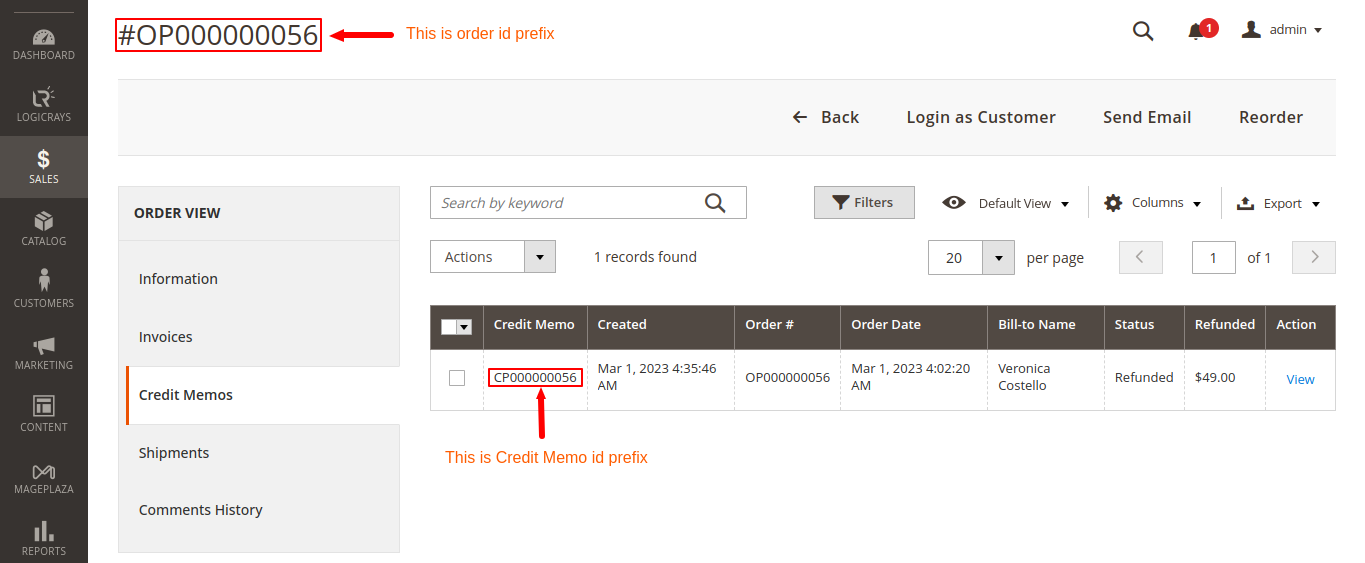 #OP000000056
This is order id prefix
1
admin
DASHBOARD
LOGICRAYS
SALES
CATALOG
CUSTOMERS
MARKETING
CONTENT
MAGEPLAZA
REPORTS
Back
Login as Customer
Send Email
Reorder
ORDER VIEW
Information
Invoices
Credit Memos
Shipments
Comments History
Search by keyword
Filters
Default View
Columns
Export
Actions
1 records found
20
per page
1
of 1
Credit Memo Created Order # Order Date Bill-to Name Status Refunded Action
CP000000056
Mar 1, 2023 4:35:46
AM
OP000000056
Mar 1, 2023 4:02:20
AM
Veronica
Costello
Refunded
$49.00
View
This is Credit Memo id prefix